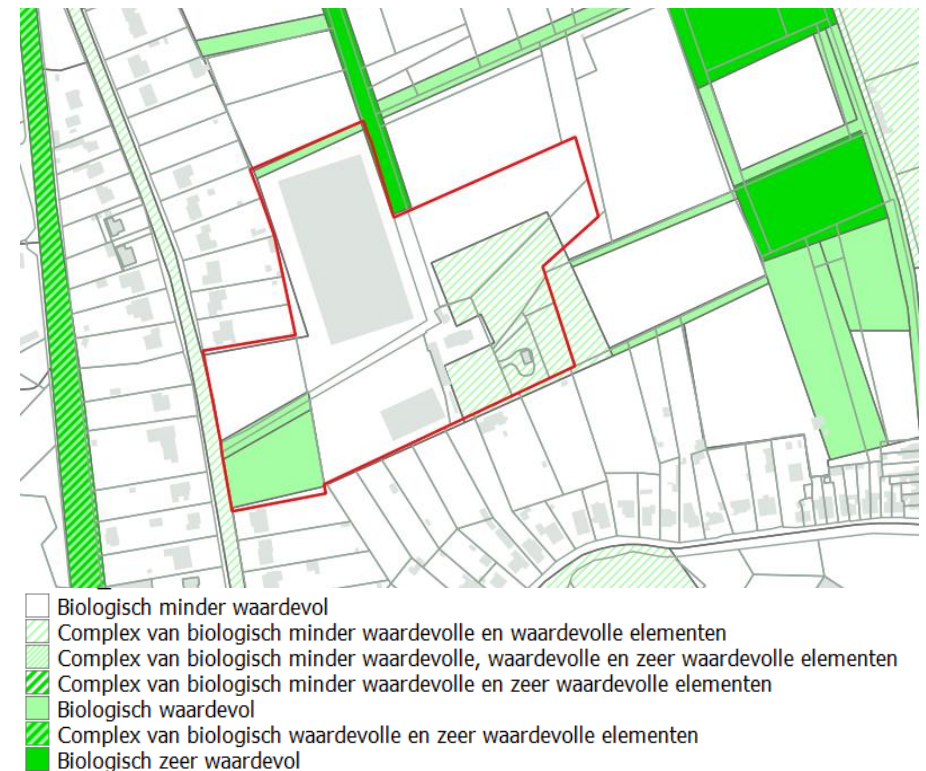 Biologisch minder waardevol
Complex van biologisch minder waardevolle en waardevolle elementen
Complex van biologisch minder waardevolle, waardevolle en zeer waardevolle elementen
Complex van biologisch minder waardevolle en zeer waardevolle elementen
Biologisch waardevol
Complex van biologisch waardevolle en zeer waardevolle elementen
Biologisch zeer waardevol